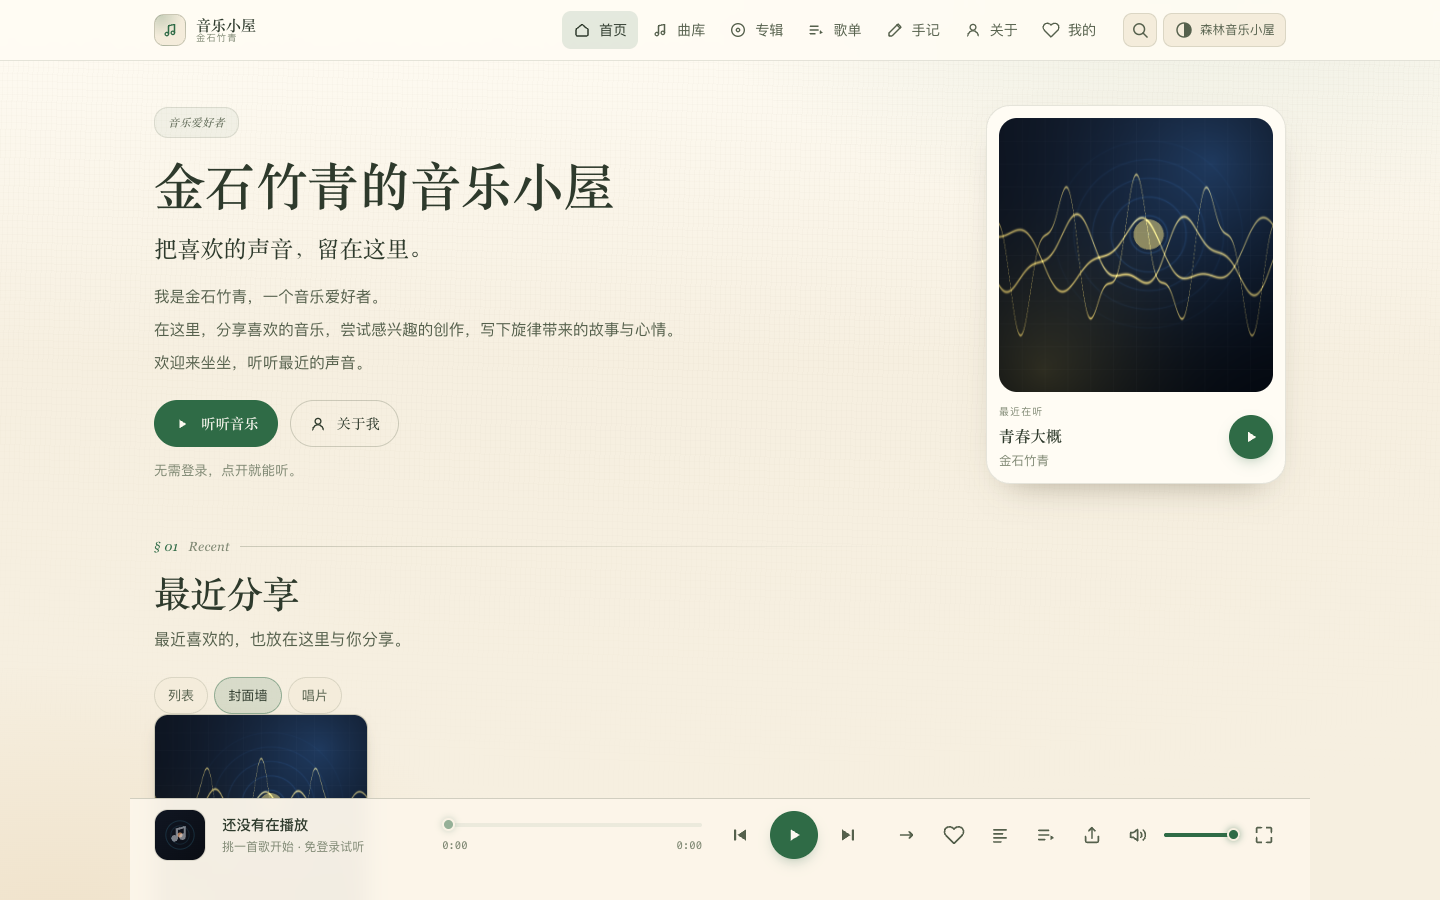 音乐小屋
金石竹青
首页
曲库
专辑
歌单
手记
关于
我的
森林音乐小屋
音乐爱好者
金石竹青的音乐小屋
把喜欢的声音，留在这里。
我是金石竹青，一个音乐爱好者。
在这里，分享喜欢的音乐，尝试感兴趣的创作，写下旋律带来的故事与心情。
欢迎来坐坐，听听最近的声音。
听听音乐
关于我
无需登录，点开就能听。
最近在听
青春大概
金石竹青
§ 01 Recent
最近分享
最近喜欢的，也放在这里与你分享。
列表
封面墙
唱片
还没有在播放
挑一首歌开始 · 免登录试听
0:00
0:00